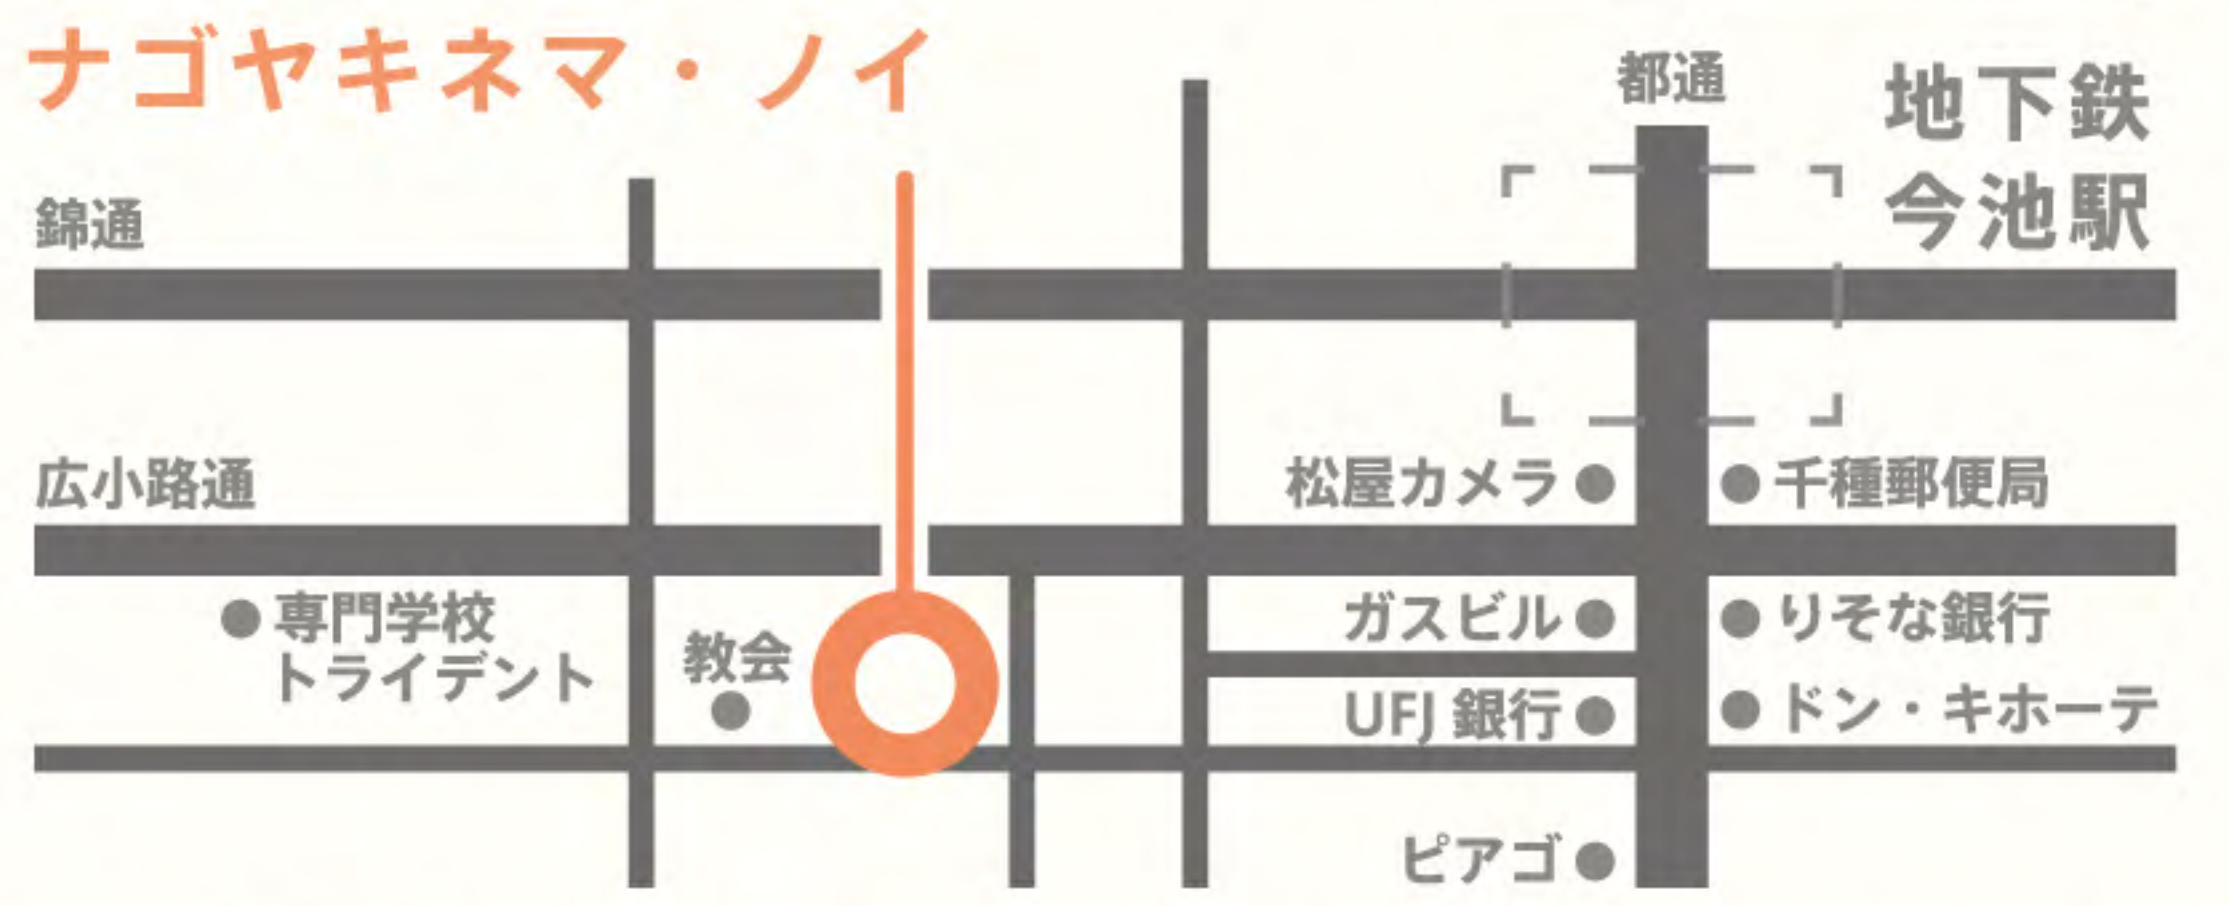 ナゴヤキネマ・ノイ
都通
地下鉄
今池駅
錦通
広小路通
松屋カメラ
千種郵便局
専門学校
トライデント
教会
ガスビル
りそな銀行
UFJ 銀行
ドン・キホーテ
ピアゴ